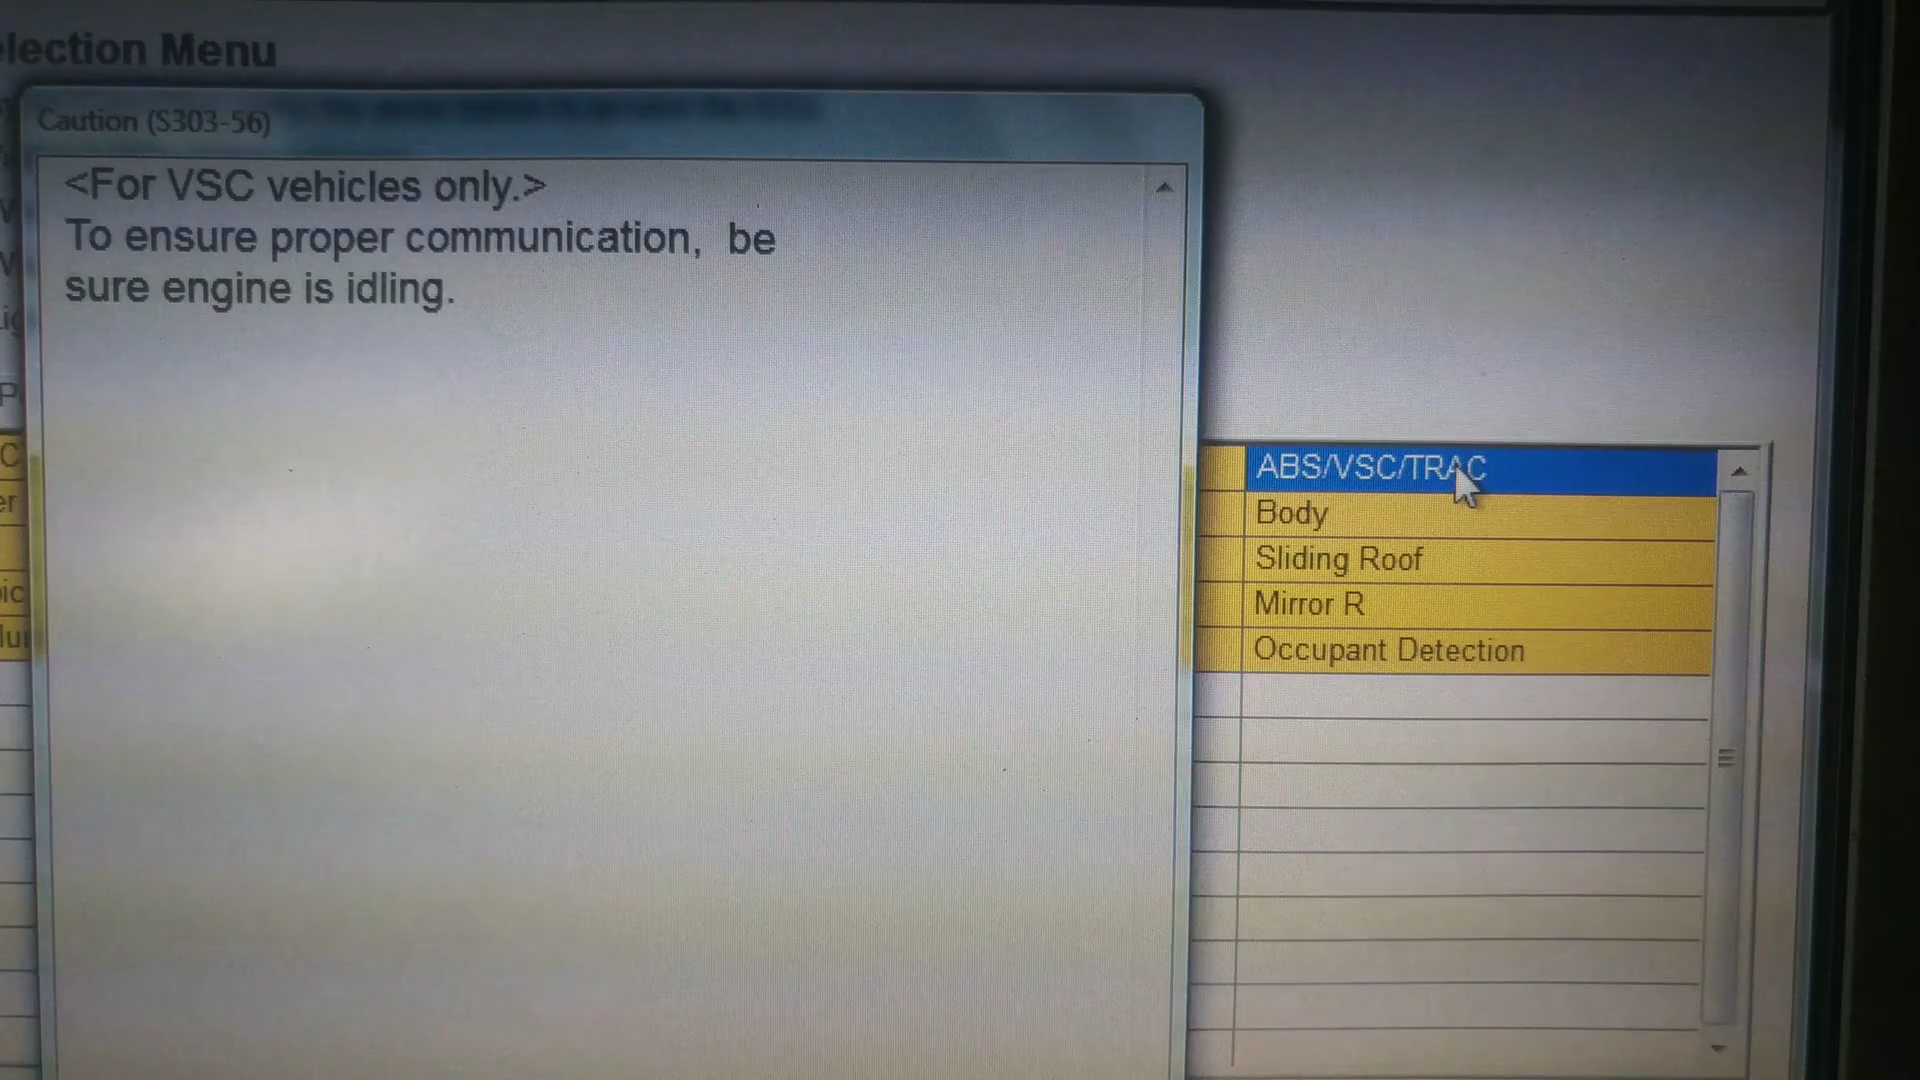 lection Menu
Caution (S303-56)
<For VSC vehicles only.>
To ensure proper communication, be
sure engine is idling.
ABS/VSC/TRAC
Body
Sliding Roof
Mirror R
Occupant Detection